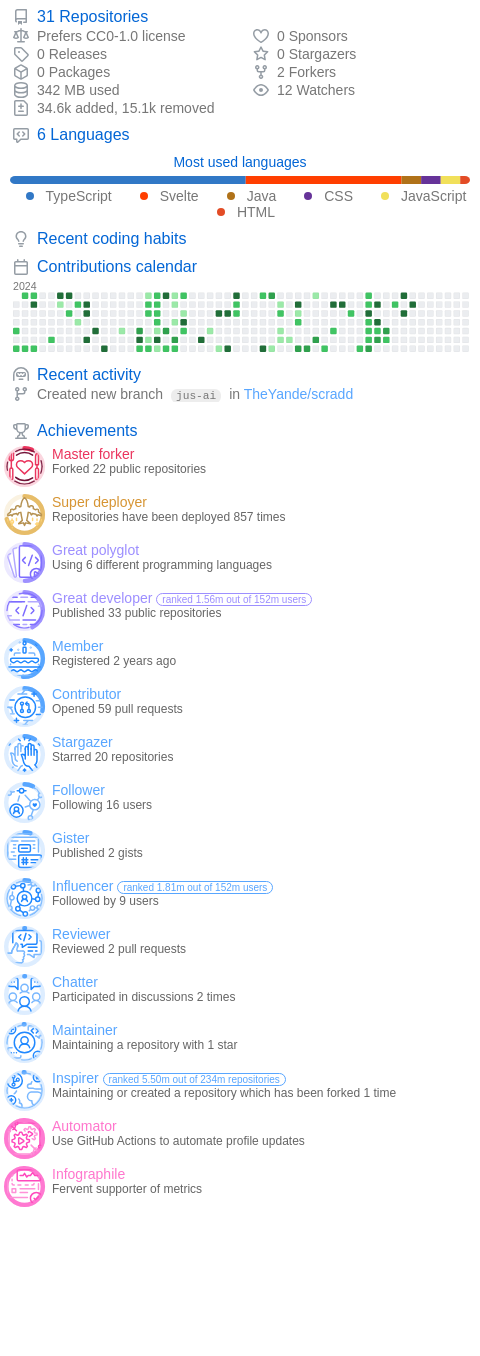 31 Repositories
Prefers CC0-1.0 license
0 Sponsors
0 Releases
0 Stargazers
0 Packages
2 Forkers
342 MB used
12 Watchers
34.6k added, 15.1k removed
6 Languages
Most used languages
TypeScript Svelte Java CSS JavaScript
HTML
Recent coding habits
Contributions calendar
2024
Recent activity
Created new branch jus-ai in TheYande/scradd
Achievements
Master forker
Forked 22 public repositories
Super deployer
Repositories have been deployed 857 times
Great polyglot
Using 6 different programming languages
Great developer ranked 1.56m out of 152m users
Published 33 public repositories
Member
Registered 2 years ago
Contributor
Opened 59 pull requests
Stargazer
Starred 20 repositories
Follower
Following 16 users
Gister
Published 2 gists
Influencer ranked 1.81m out of 152m users
Followed by 9 users
Reviewer
Reviewed 2 pull requests
Chatter
Participated in discussions 2 times
Maintainer
Maintaining a repository with 1 star
Inspirer ranked 5.50m out of 234m repositories
Maintaining or created a repository which has been forked 1 time
Automator
Use GitHub Actions to automate profile updates
Infographile
Fervent supporter of metrics